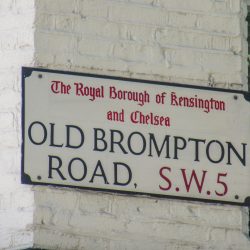 The Royal Borough of Kensington
and Chelsea
OLD BROMPTON
ROAD, S.W.5